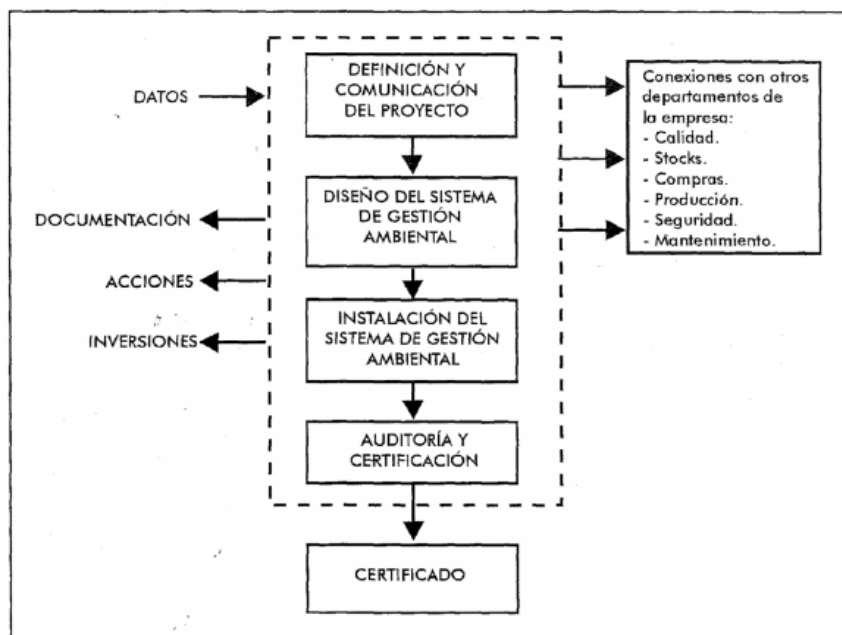 DEFINICIÓN Y
COMUNICACIÓN
DEL PROYECTO
DATOS
Conexiones con otros
departamentos de
la empresa:
- Calidad.
- Stocks.
- Compras.
- Producción.
- Seguridad.
- Mantenimiento.
DISEÑO DEL SISTEMA
DE GESTIÓN
AMBIENTAL
DOCUMENTACIÓN
ACCIONES
INVERSIONES
INSTALACIÓN DEL
SISTEMA DE GESTIÓN
AMBIENTAL
AUDITORÍA Y
CERTIFICACIÓN
CERTIFICADO